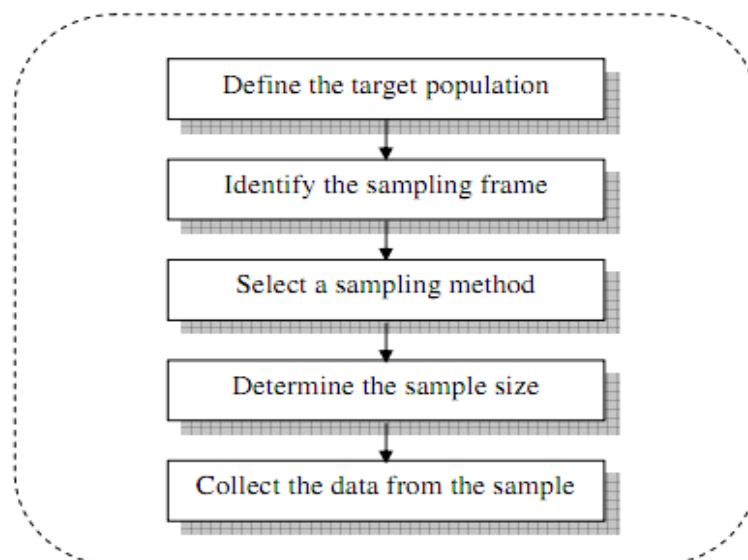 Define the target population
Identify the sampling frame
Select a sampling method
Determine the sample size
Collect the data from the sample